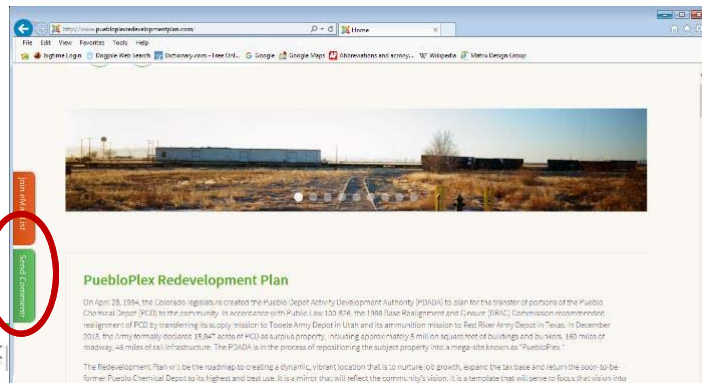 http://www.puebloplexredevelopmentplan.com/
Home
File Edit View Favorites Tools Help
bigtime Login Dogpile Web Search Dictionary.com - Free Onl... Google Google Maps Abbreviations and acrony... Wikipedia Matrix Design Group
Join eMail List
Send Comments
PuebloPlex Redevelopment Plan
On April 29, 1994, the Colorado legislature created the Pueblo Depot Activity Development Authority (PDADA) to plan for the transfer of portions of the Pueblo
Chemical Depot (PCD) to the community. In accordance with Public Law 100-526, the 1988 Base Realignment and Closure (BRAC) Commission recommended
realignment of PCD by transferring its supply mission to Tooele Army Depot in Utah and its ammunition mission to Red River Army Depot in Texas. In December
2013, the Army formally declared 15,847 acres of PCD as surplus property, including approximately 6 million square feet of buildings and bunkers, 160 miles of
roadway, 46 miles of rail infrastructure. The PDADA is in the process of repositioning the subject property into a mega-site known as "PuebloPlex."
The Redevelopment Plan will be the roadmap to creating a dynamic, vibrant location that is to nurture job growth, expand the tax base and return the soon-to-be-
former Pueblo Chemical Depot to its highest and best use. It is a mirror that will reflect the community's vision. It is a template that will serve to focus that vision into